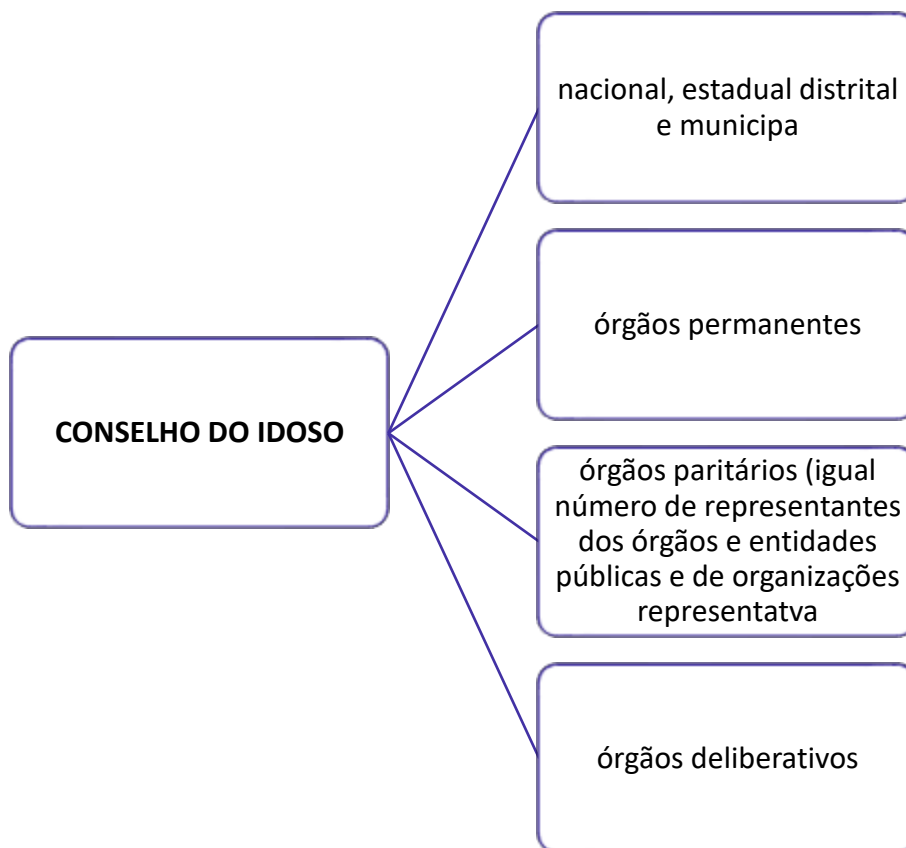 nacional, estadual distrital
e municipa
órgãos permanentes
CONSELHO DO IDOSO
órgãos paritários (igual
número de representantes
dos órgãos e entidades
públicas e de organizações
representatva
órgãos deliberativos